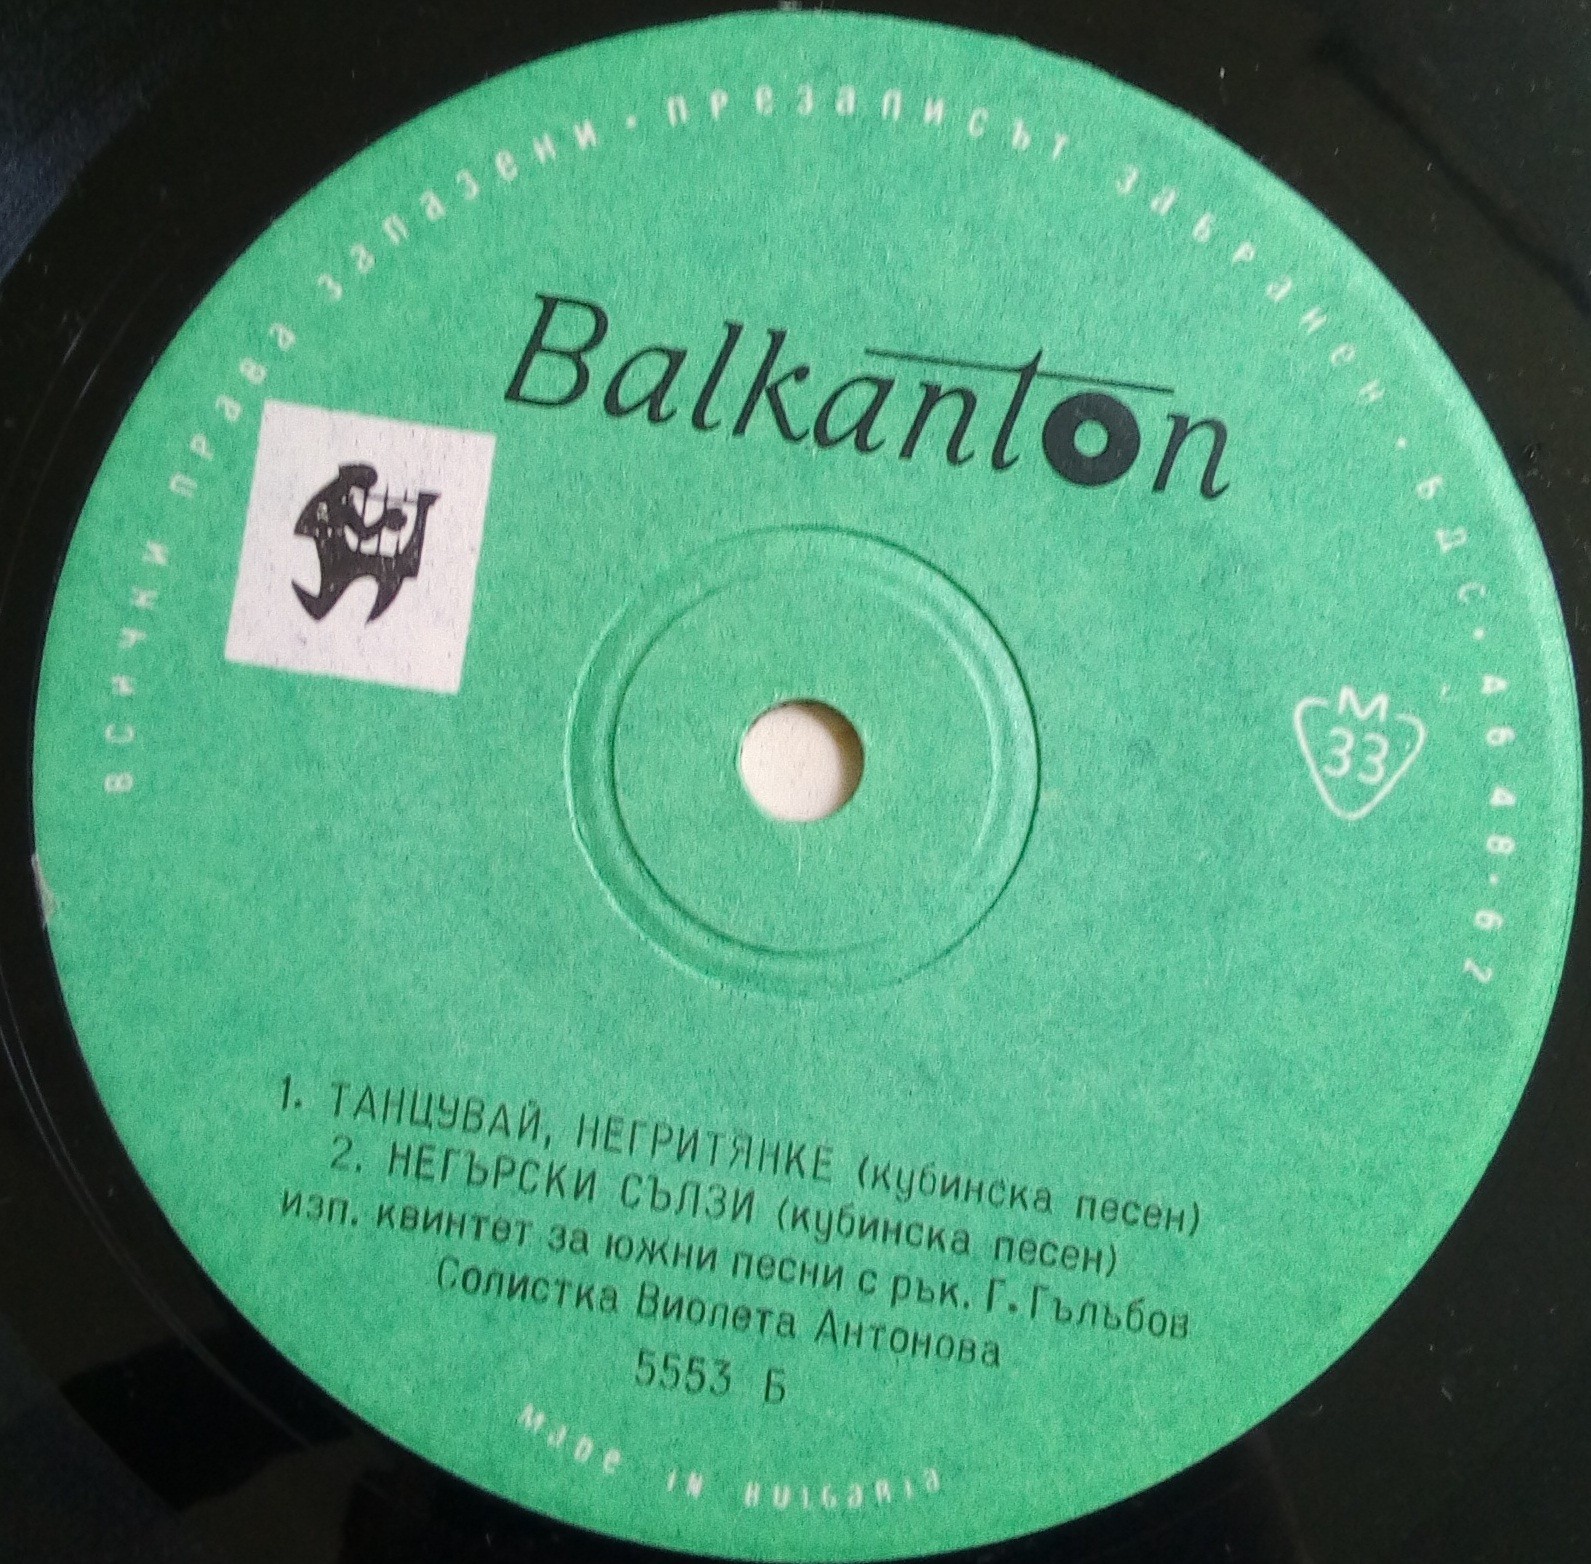 всички права запазени · презаписът забранен · БДС · 4648·62
Balkanton
М
33
1. ТАНЦУВАЙ, НЕГРИТЯНКЕ (кубинска песен)
2. НЕГЪРСКИ СЪЛЗИ (кубинска песен)
изп. квинтет за южни песни с рък. Г. Гълъбов
Солистка Виолета Антонова
5553 Б
Made in Bulgaria